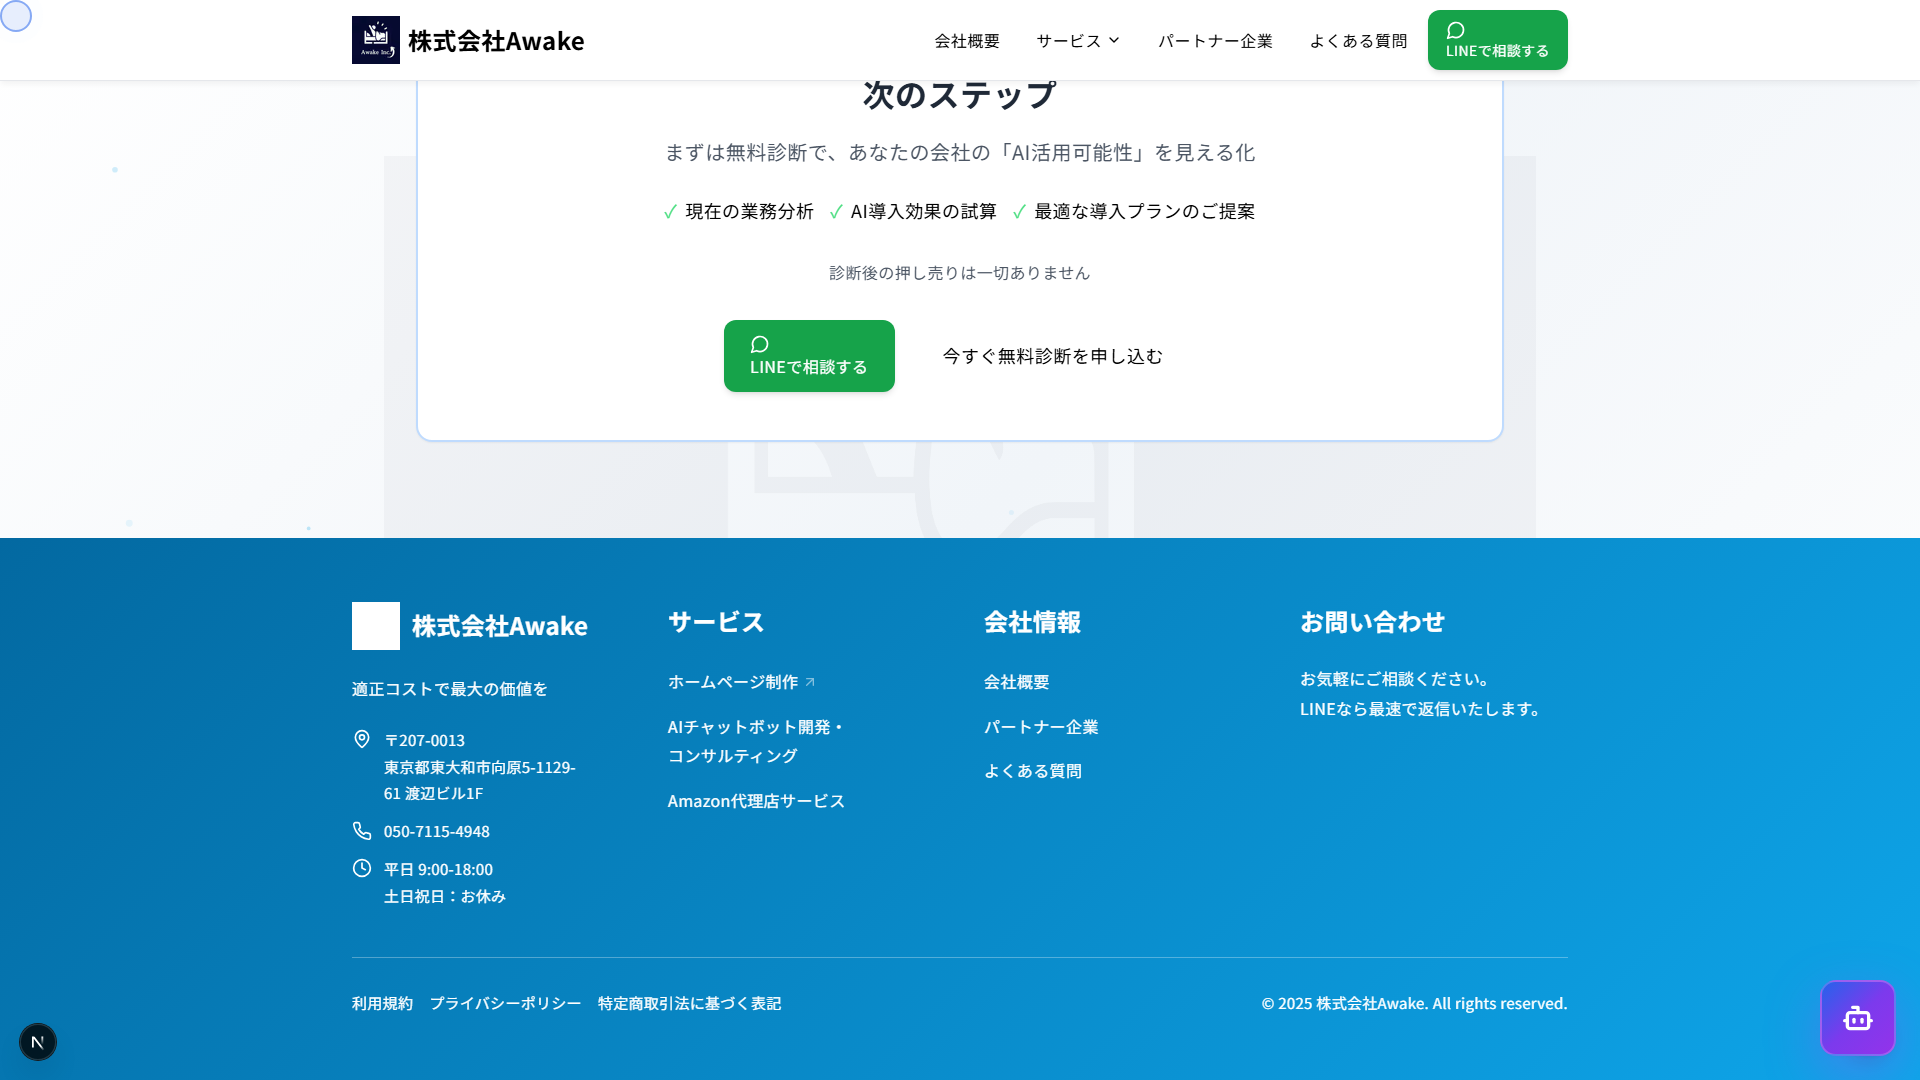 Awake Inc.
株式会社Awake
会社概要
サービス
パートナー企業
よくある質問
LINEで相談する
次のステップ
まずは無料診断で、あなたの会社の「AI活用可能性」を見える化
✓ 現在の業務分析 ✓ AI導入効果の試算 ✓ 最適な導入プランのご提案
診断後の押し売りは一切ありません
LINEで相談する
今すぐ無料診断を申し込む
株式会社Awake
適正コストで最大の価値を
〒207-0013
東京都東大和市向原5-1129-
61 渡辺ビル1F
050-7115-4948
平日 9:00-18:00
土日祝日：お休み
サービス
ホームページ制作
AIチャットボット開発・
コンサルティング
Amazon代理店サービス
会社情報
会社概要
パートナー企業
よくある質問
お問い合わせ
お気軽にご相談ください。
LINEなら最速で返信いたします。
利用規約 プライバシーポリシー 特定商取引法に基づく表記
© 2025 株式会社Awake. All rights reserved.
N